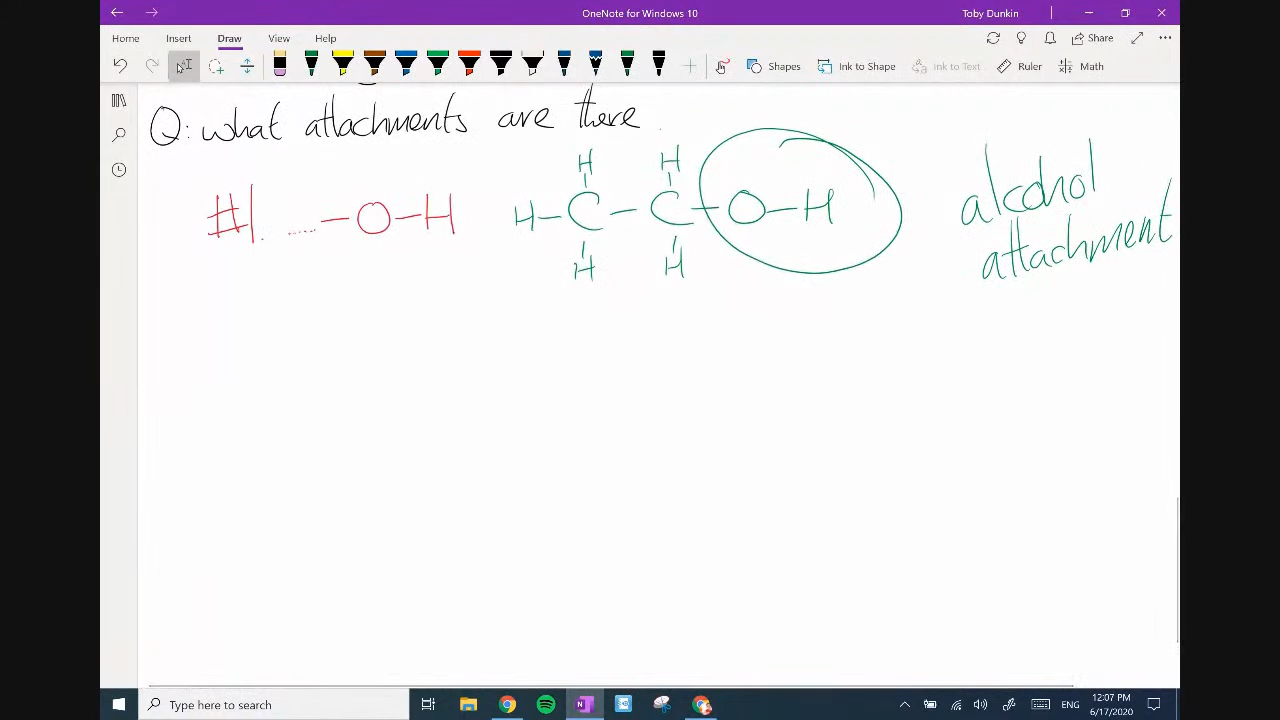 OneNote for Windows 10
Toby Dunkin
Home Insert Draw View Help
Share
Shapes Ink to Shape Ink to Text Ruler Math
Q: what attachments are there
#1 -O-H
H H
H-C-C-O-H
H H
alcohol
attachment
Type here to search
ENG
12:07 PM
6/17/2020